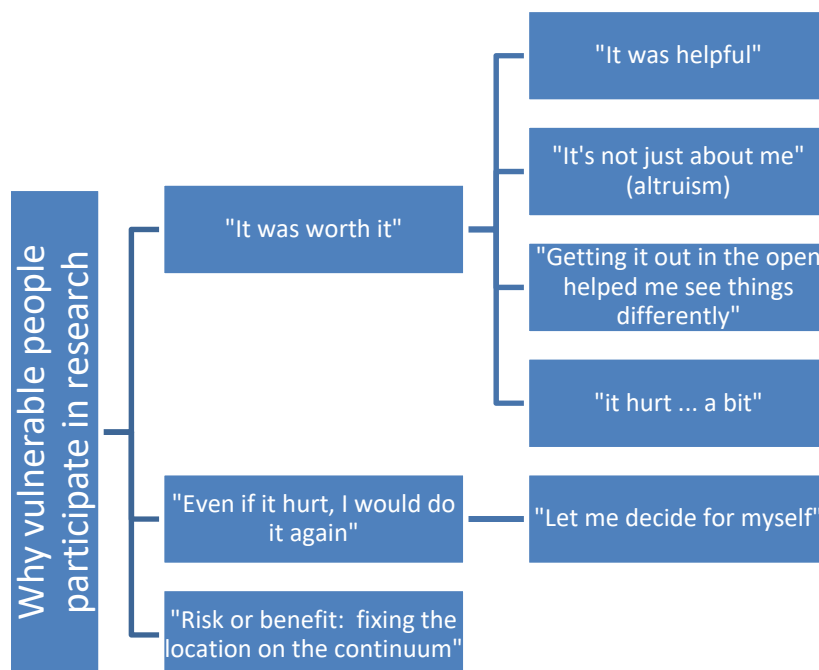 Why vulnerable people
participate in research
"It was worth it"
"It was helpful"
"It's not just about me"
(altruism)
"Getting it out in the open
helped me see things
differently"
"it hurt ... a bit"
"Even if it hurt, I would do
it again"
"Let me decide for myself"
"Risk or benefit:  fixing the
location on the continuum"